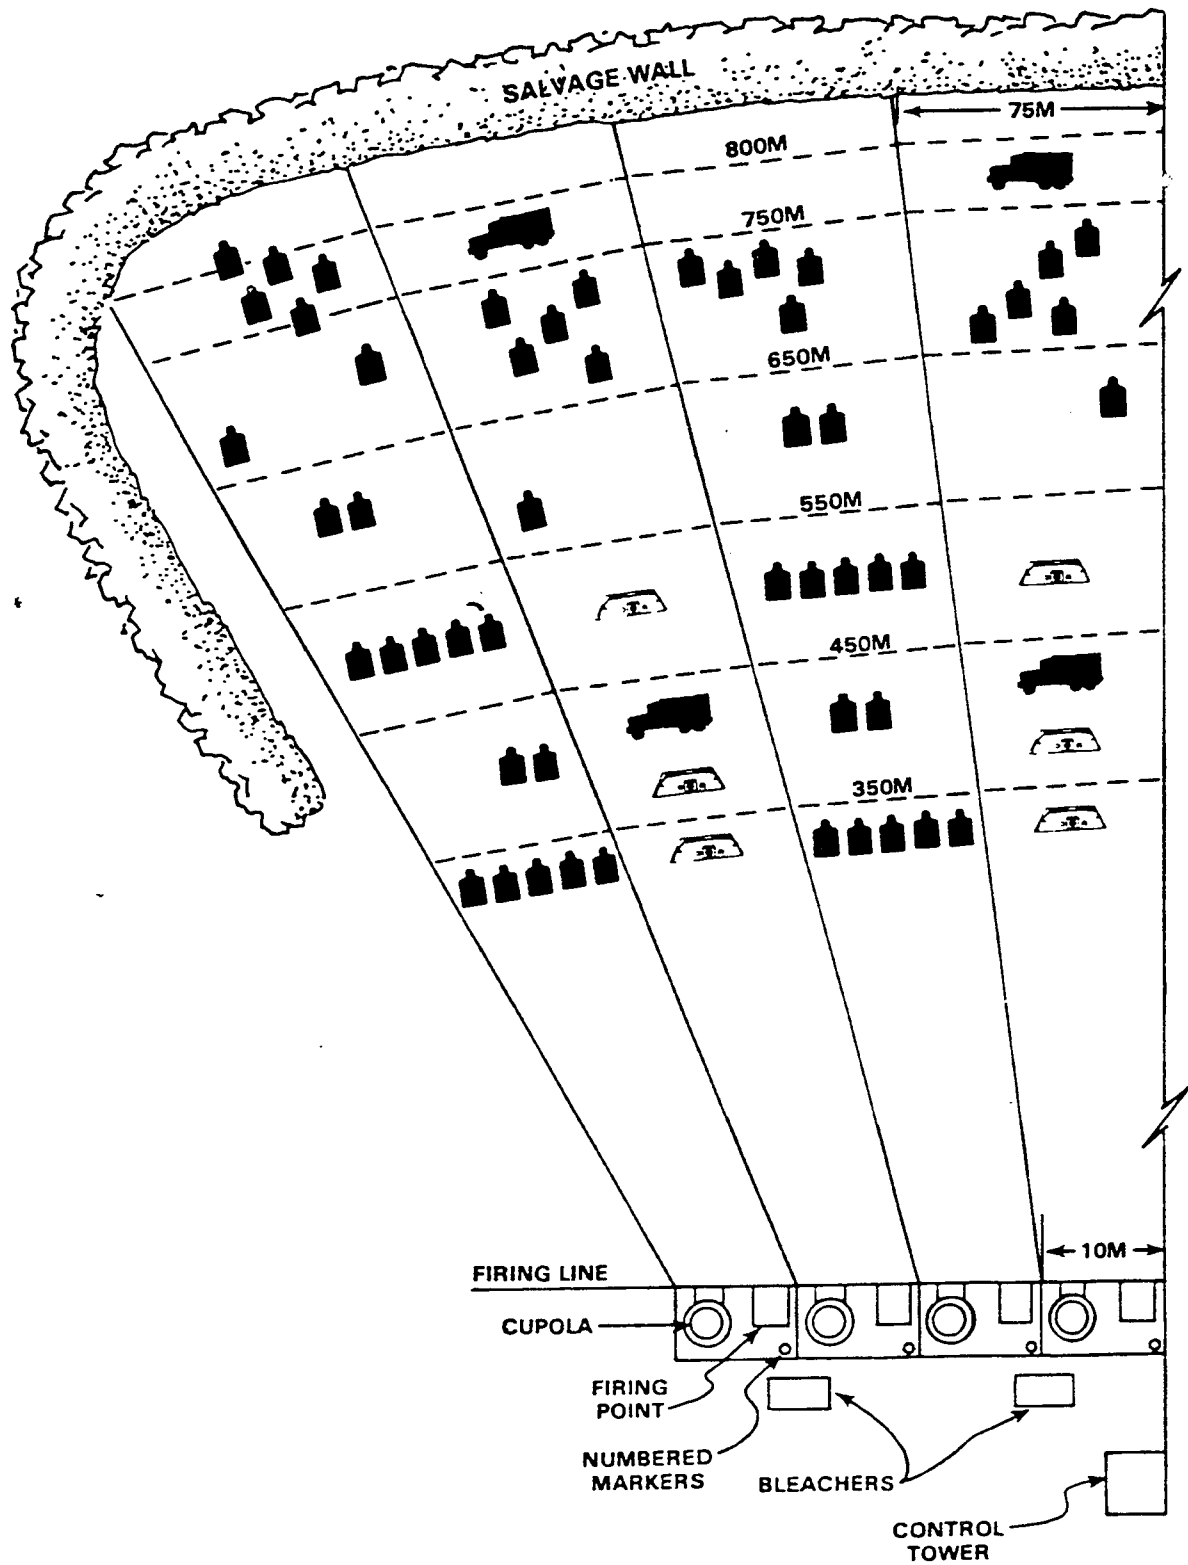 SALVAGE WALL
75M
800M
750M
650M
550M
450M
350M
10M
FIRING LINE
CUPOLA
FIRING
POINT
NUMBERED
MARKERS
BLEACHERS
CONTROL
TOWER